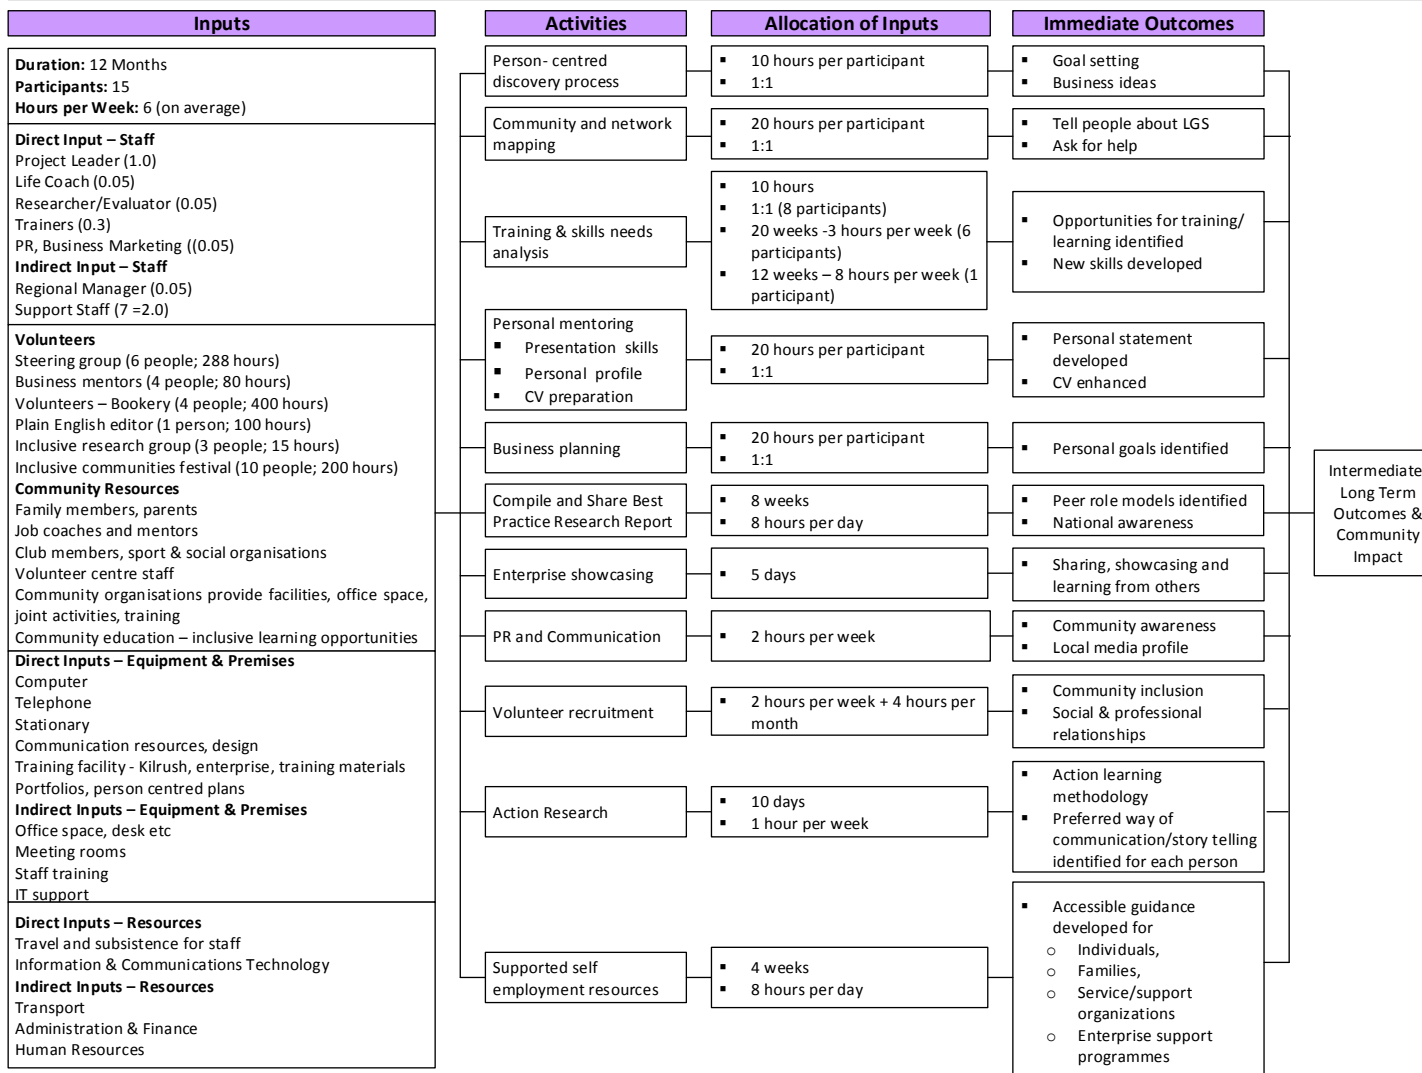 Inputs
Duration: 12 Months
Participants: 15
Hours per Week: 6 (on average)
Direct Input – Staff
Project Leader (1.0)
Life Coach (0.05)
Researcher/Evaluator (0.05)
Trainers (0.3)
PR, Business Marketing ((0.05)
Indirect Input – Staff
Regional Manager (0.05)
Support Staff (7 =2.0)
Volunteers
Steering group (6 people; 288 hours)
Business mentors (4 people; 80 hours)
Volunteers – Bookery (4 people; 400 hours)
Plain English editor (1 person; 100 hours)
Inclusive research group (3 people; 15 hours)
Inclusive communities festival (10 people; 200 hours)
Community Resources
Family members, parents
Job coaches and mentors
Club members, sport & social organisations
Volunteer centre staff
Community organisations provide facilities, office space,
joint activities, training
Community education – inclusive learning opportunities
Direct Inputs – Equipment & Premises
Computer
Telephone
Stationary
Communication resources, design
Training facility - Kilrush, enterprise, training materials
Portfolios, person centred plans
Indirect Inputs – Equipment & Premises
Office space, desk etc
Meeting rooms
Staff training
IT support
Direct Inputs – Resources
Travel and subsistence for staff
Information & Communications Technology
Indirect Inputs – Resources
Transport
Administration & Finance
Human Resources
Activities
Person- centred
discovery process
Community and network
mapping
Training & skills needs
analysis
Personal mentoring
▪ Presentation skills
▪ Personal profile
▪ CV preparation
Business planning
Compile and Share Best
Practice Research Report
Enterprise showcasing
PR and Communication
Volunteer recruitment
Action Research
Supported self
employment resources
Allocation of Inputs
▪ 10 hours per participant
▪ 1:1
▪ 20 hours per participant
▪ 1:1
▪ 10 hours
▪ 1:1 (8 participants)
▪ 20 weeks -3 hours per week (6
participants)
▪ 12 weeks – 8 hours per week (1
participant)
▪ 20 hours per participant
▪ 1:1
▪ 20 hours per participant
▪ 1:1
▪ 8 weeks
▪ 8 hours per day
▪ 5 days
▪ 2 hours per week
▪ 2 hours per week + 4 hours per
month
▪ 10 days
▪ 1 hour per week
▪ 4 weeks
▪ 8 hours per day
Immediate Outcomes
▪ Goal setting
▪ Business ideas
▪ Tell people about LGS
▪ Ask for help
▪ Opportunities for training/
learning identified
▪ New skills developed
▪ Personal statement
developed
▪ CV enhanced
▪ Personal goals identified
▪ Peer role models identified
▪ National awareness
▪ Sharing, showcasing and
learning from others
▪ Community awareness
▪ Local media profile
▪ Community inclusion
▪ Social & professional
relationships
▪ Action learning
methodology
▪ Preferred way of
communication/story telling
identified for each person
▪ Accessible guidance
developed for
o Individuals,
o Families,
o Service/support
organizations
o Enterprise support
programmes
Intermediate
Long Term
Outcomes &
Community
Impact